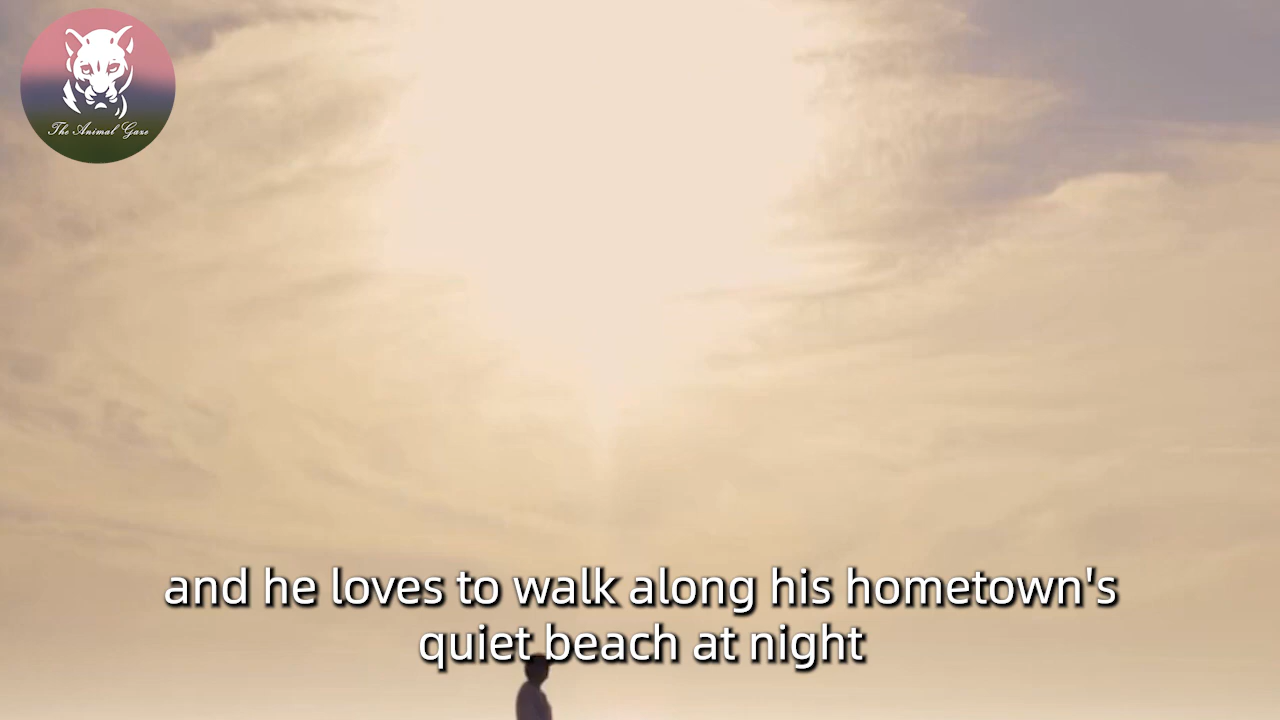 The Animal Gaze
and he loves to walk along his hometown's
quiet beach at night